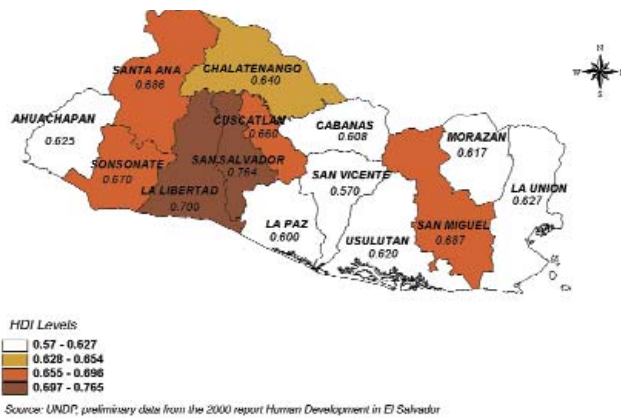 N
W E
S
SANTA ANA
0.686
CHALATENANGO
0.640
AHUACHAPAN
0.625
CUSCATLAN
0.660
CABANAS
0.608
MORAZAN
0.617
SONSONATE
0.670
SAN SALVADOR
0.764
SAN VICENTE
0.570
LA UNION
0.627
LA LIBERTAD
0.700
LA PAZ
0.600
USULUTAN
0.620
SAN MIGUEL
0.687
HDI Levels
0.57 - 0.627
0.628 - 0.654
0.655 - 0.696
0.697 - 0.765
Source: UNDP, preliminary data from the 2000 report Human Development in El Salvador